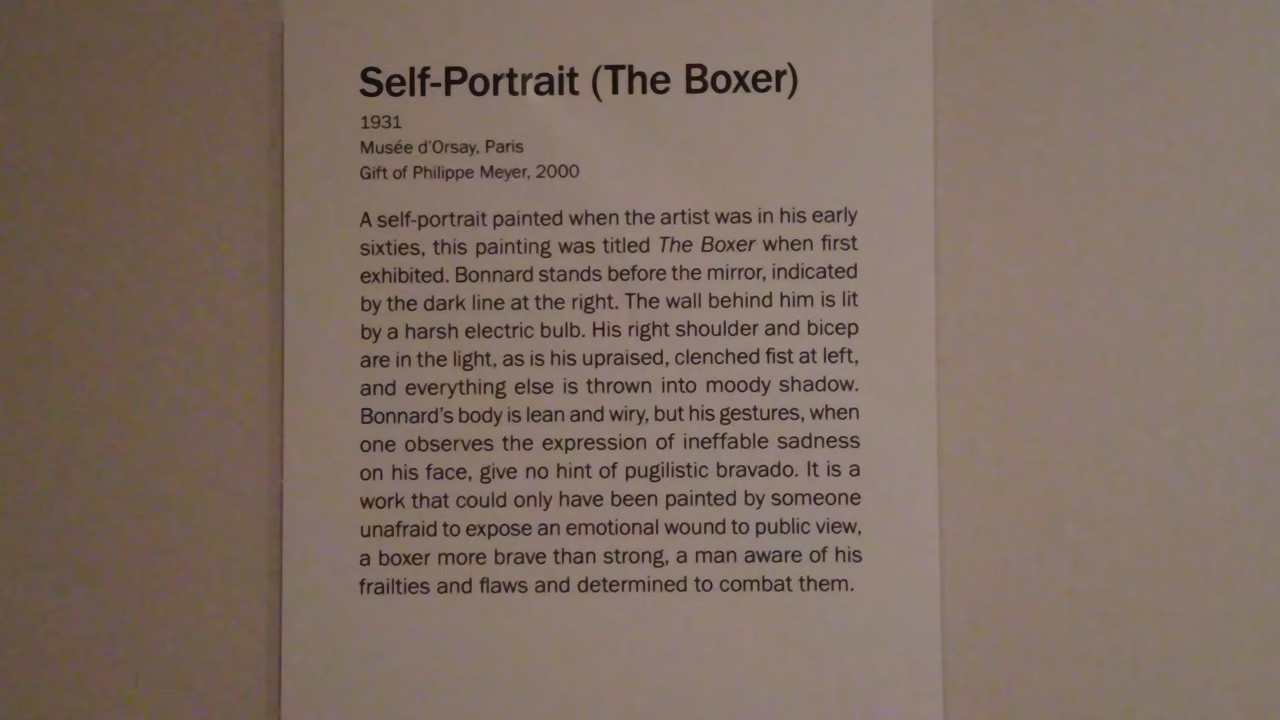 Self-Portrait (The Boxer)
1931
Musée d'Orsay, Paris
Gift of Philippe Meyer, 2000
A self-portrait painted when the artist was in his early
sixties, this painting was titled The Boxer when first
exhibited. Bonnard stands before the mirror, indicated
by the dark line at the right. The wall behind him is lit
by a harsh electric bulb. His right shoulder and bicep
are in the light, as is his upraised, clenched fist at left,
and everything else is thrown into moody shadow.
Bonnard's body is lean and wiry, but his gestures, when
one observes the expression of ineffable sadness
on his face, give no hint of pugilistic bravado. It is a
work that could only have been painted by someone
unafraid to expose an emotional wound to public view,
a boxer more brave than strong, a man aware of his
frailties and flaws and determined to combat them.